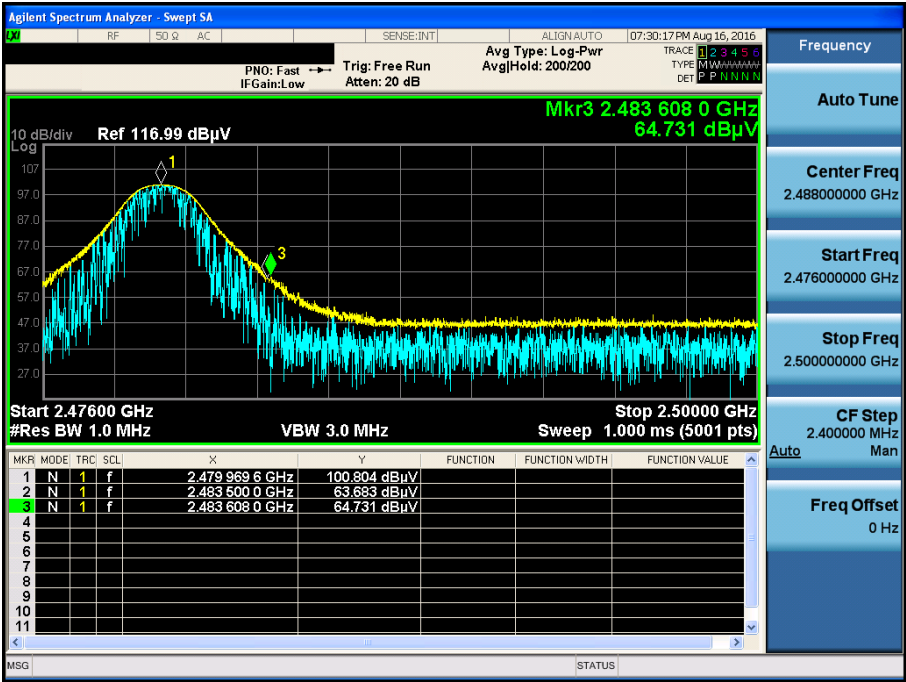 Agilent Spectrum Analyzer - Swept SA
LXI RF 50 Ω AC SENSE:INT ALIGN AUTO 07:30:17 PM Aug 16, 2016
PNO: Fast
IFGain:Low
Trig: Free Run
Atten: 20 dB
Avg Type: Log-Pwr
Avg|Hold: 200/200
TRACE 1 2 3 4 5 6
TYPE M W
DET P P N N N N
Mkr3 2.483 608 0 GHz
64.731 dBµV
10 dB/div Ref 116.99 dBµV
Log
107
97.0
87.0
77.0
67.0
57.0
47.0
37.0
27.0
1
3
Start 2.47600 GHz Stop 2.50000 GHz
#Res BW 1.0 MHz VBW 3.0 MHz Sweep 1.000 ms (5001 pts)
MKR MODE TRC SCL X Y FUNCTION FUNCTION WIDTH FUNCTION VALUE
1 N 1 f 2.479 969 6 GHz 100.804 dBµV
2 N 1 f 2.483 500 0 GHz 63.683 dBµV
3 N 1 f 2.483 608 0 GHz 64.731 dBµV
4
5
6
7
8
9
10
11
MSG STATUS
Frequency
Auto Tune
Center Freq
2.488000000 GHz
Start Freq
2.476000000 GHz
Stop Freq
2.500000000 GHz
CF Step
2.400000 MHz
Auto Man
Freq Offset
0 Hz